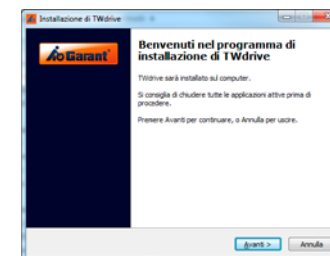 Installazione di TWdrive
Garant
Benvenuti nel programma di
installazione di TWdrive
TWdrive sarà installato sul computer.
Si consiglia di chiudere tutte le applicazioni attive prima di
procedere.
Premere Avanti per continuare, o Annulla per uscire.
Avanti >
Annulla